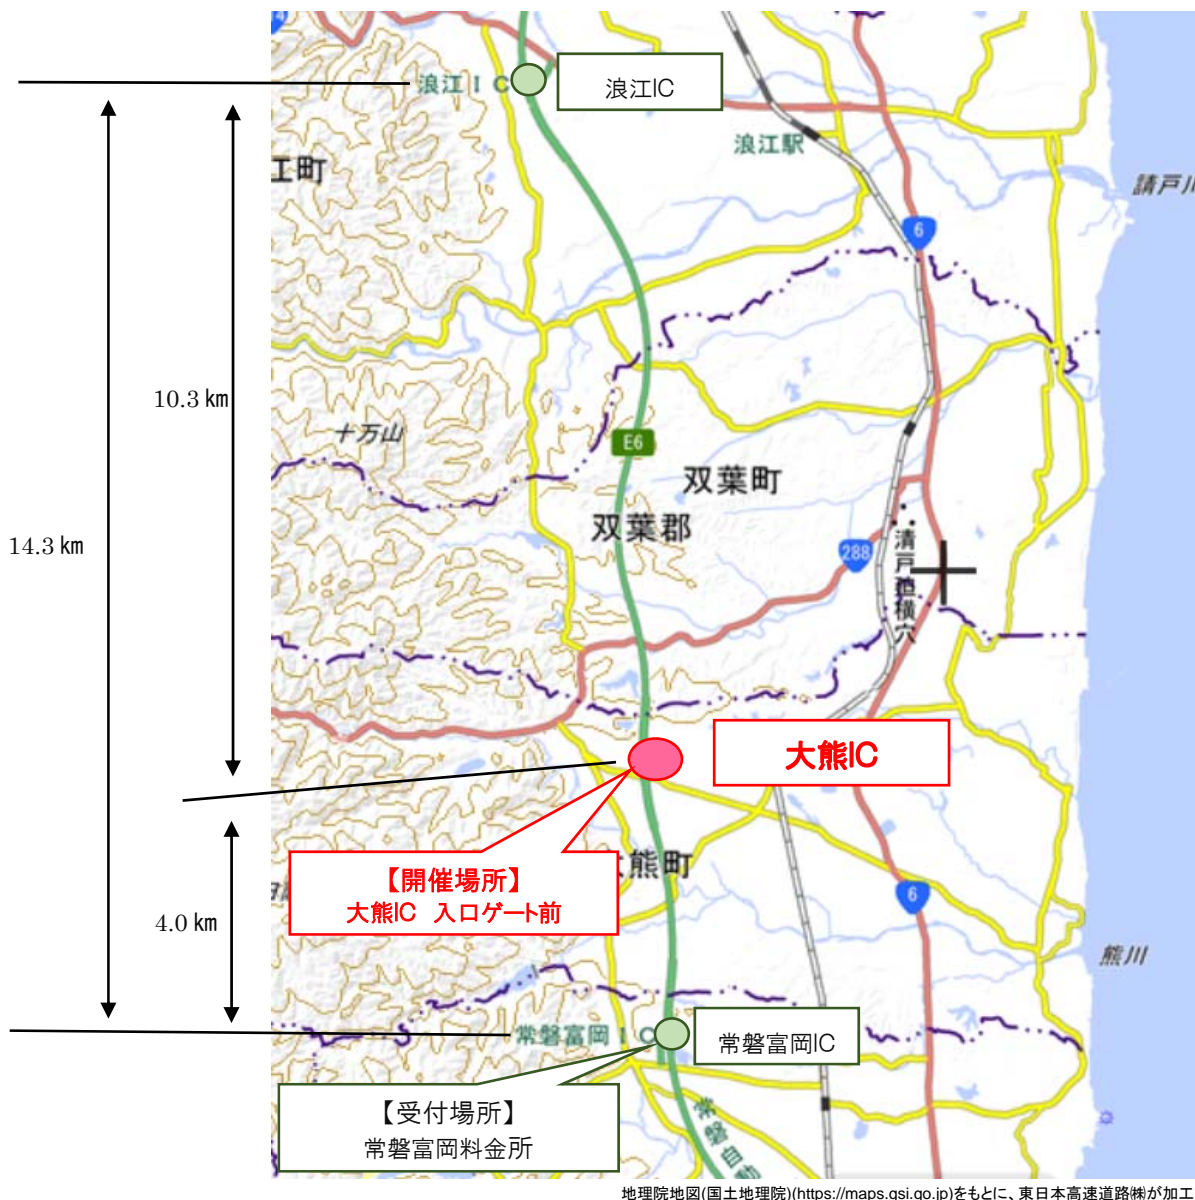 浪江IC
浪江IC
浪江駅
江町
請戸川
6
10.3 km
十万山
E6
双葉町
双葉郡
14.3 km
288
清戸廹横穴
大熊IC
【開催場所】
大熊IC 入口ゲート前
熊町
6
4.0 km
熊川
常磐富岡IC
常磐富岡IC
【受付場所】
常磐富岡料金所
常磐自動
地理院地図(国土地理院)(https://maps.gsi.go.jp)をもとに、東日本高速道路㈱が加工